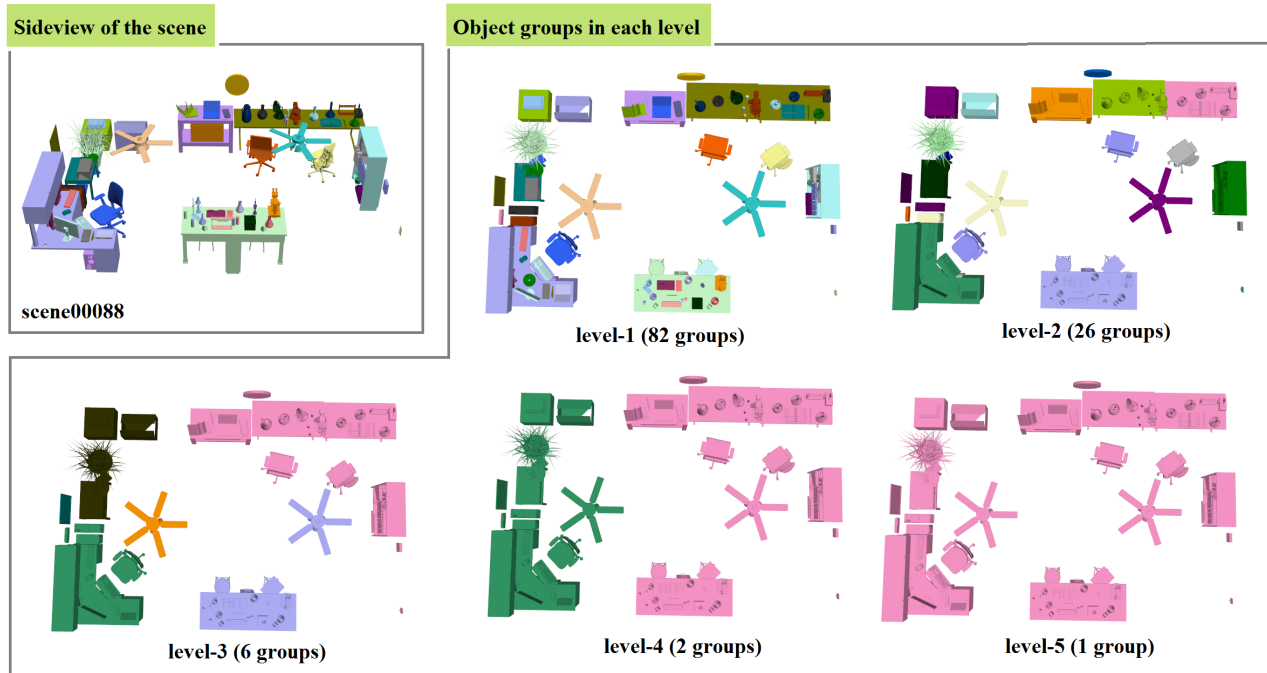 Sideview of the scene
Object groups in each level
scene00088
level-1 (82 groups)
level-2 (26 groups)
level-3 (6 groups)
level-4 (2 groups)
level-5 (1 group)